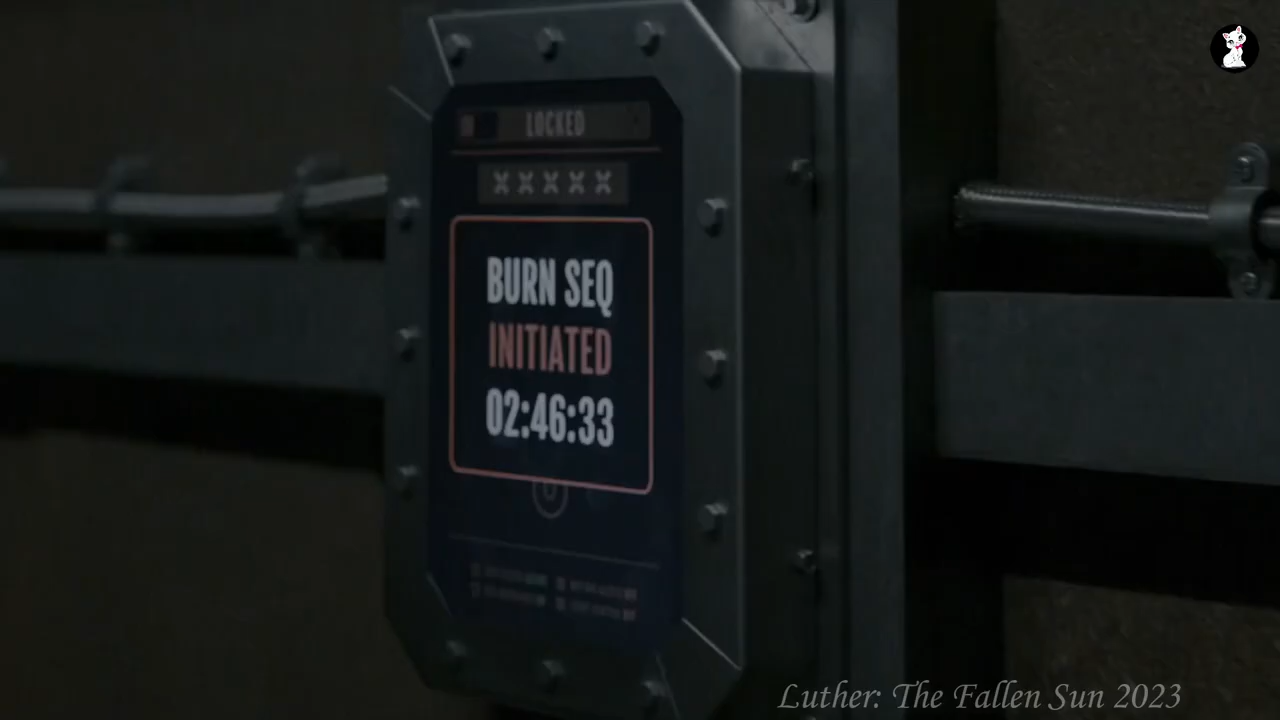 LOCKED
XXXXX
BURN SEQ
INITIATED
02:46:33
Luther: The Fallen Sun 2023